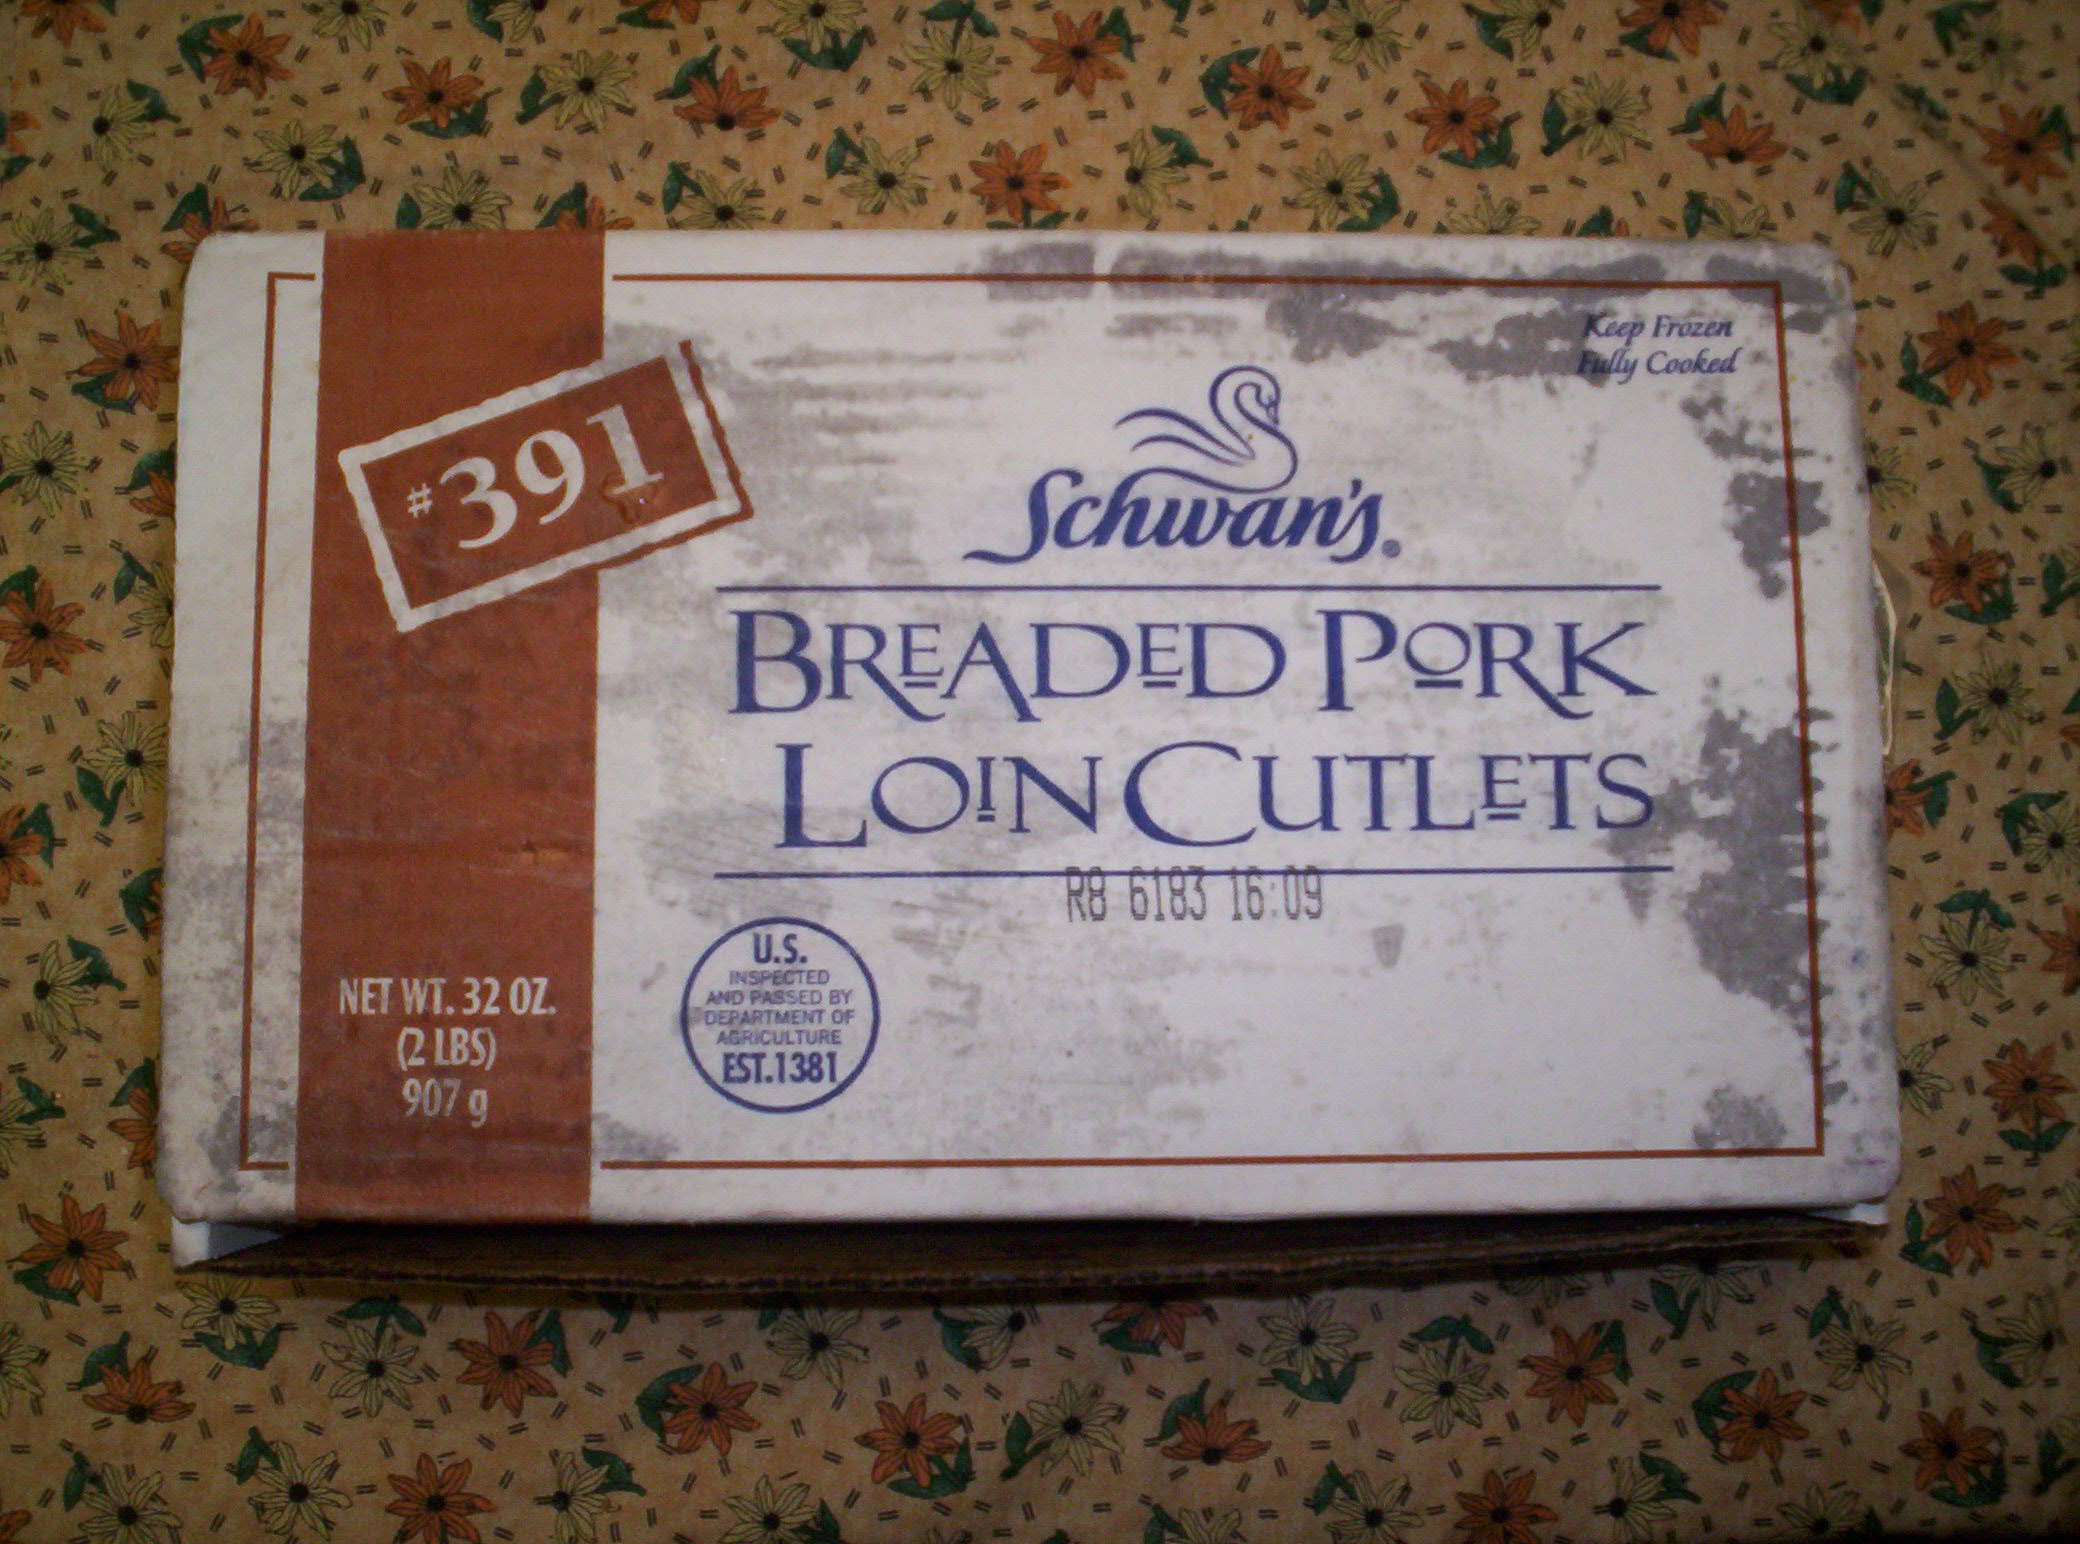 Keep Frozen
Fully Cooked
#391
Schwan's®
BREADED PORK
LOIN CUTLETS
R8 6183 16:09
U.S.
INSPECTED
AND PASSED BY
DEPARTMENT OF
AGRICULTURE
EST.1381
NET WT. 32 OZ.
(2 LBS)
907 g